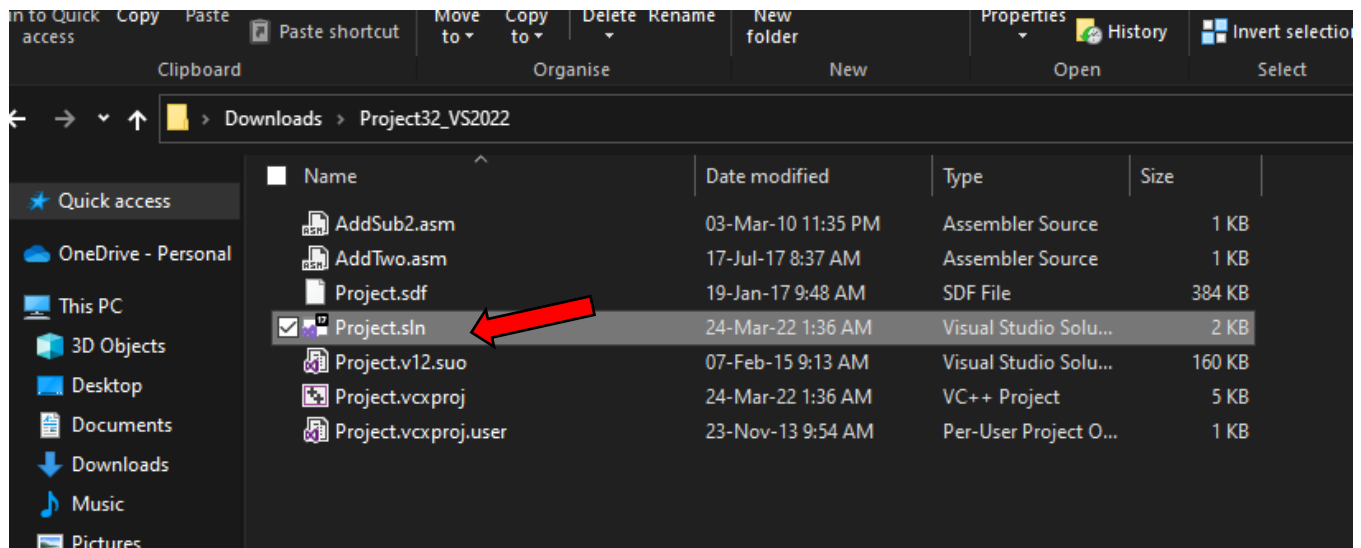 in to Quick access
Copy
Paste
Paste shortcut
Move to
Copy to
Delete
Rename
New folder
Properties
History
Invert selection
Clipboard
Organise
New
Open
Select
Downloads > Project32_VS2022
Name Date modified Type Size
AddSub2.asm 03-Mar-10 11:35 PM Assembler Source 1 KB
AddTwo.asm 17-Jul-17 8:37 AM Assembler Source 1 KB
Project.sdf 19-Jan-17 9:48 AM SDF File 384 KB
Project.sln 24-Mar-22 1:36 AM Visual Studio Solu... 2 KB
Project.v12.suo 07-Feb-15 9:13 AM Visual Studio Solu... 160 KB
Project.vcxproj 24-Mar-22 1:36 AM VC++ Project 5 KB
Project.vcxproj.user 23-Nov-13 9:54 AM Per-User Project O... 1 KB
Quick access
OneDrive - Personal
This PC
3D Objects
Desktop
Documents
Downloads
Music
Pictures